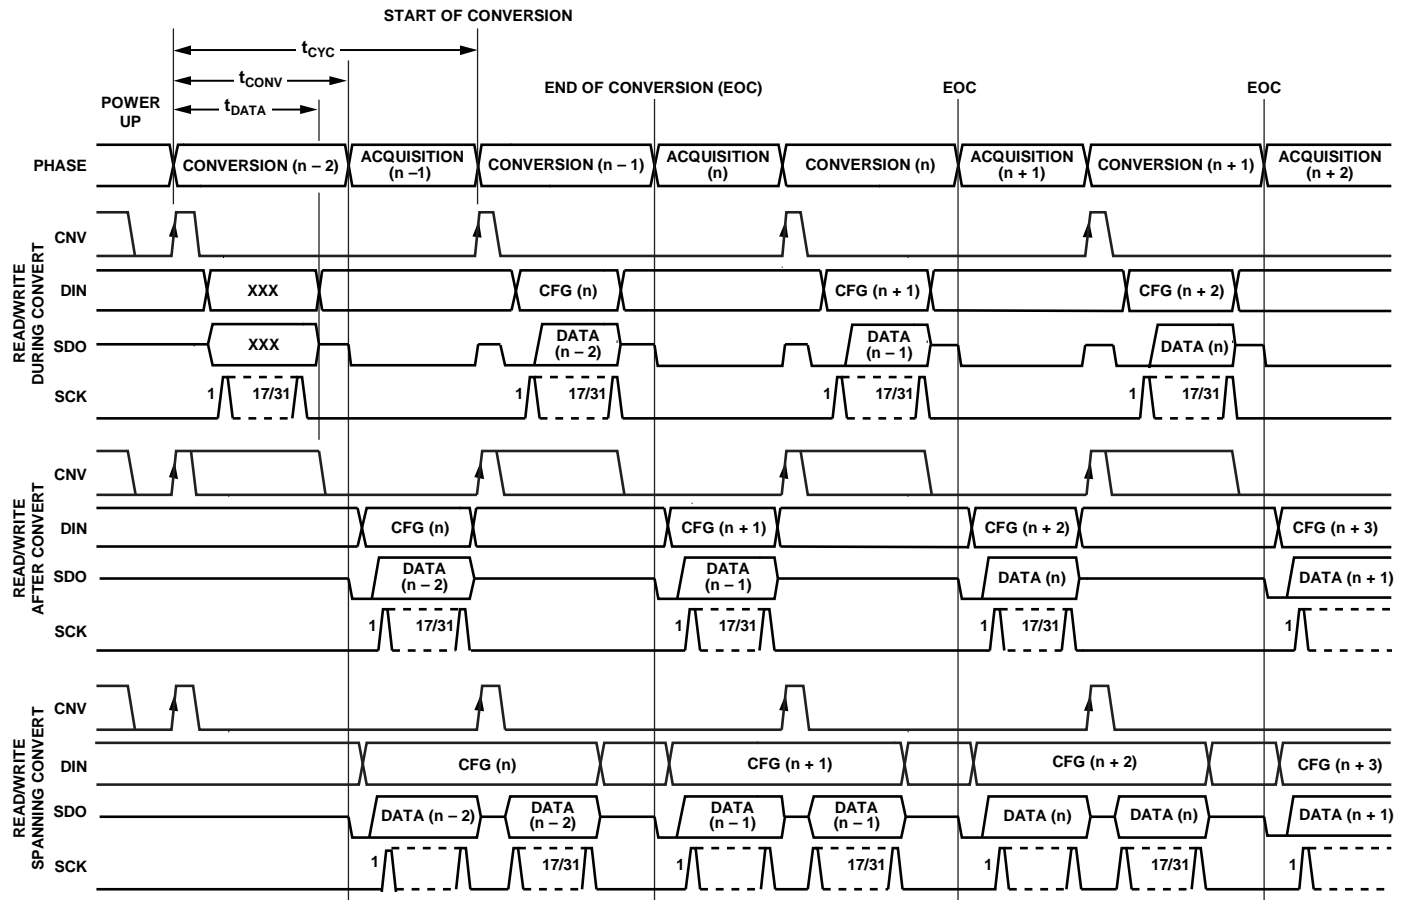 START OF CONVERSION
tCYC
tCONV
tDATA
POWER
UP
END OF CONVERSION (EOC)
EOC
EOC
PHASE
CONVERSION (n – 2)
ACQUISITION
(n –1)
CONVERSION (n – 1)
ACQUISITION
(n)
CONVERSION (n)
ACQUISITION
(n + 1)
CONVERSION (n + 1)
ACQUISITION
(n + 2)
READ/WRITE
DURING CONVERT
CNV
DIN
XXX
CFG (n)
CFG (n + 1)
CFG (n + 2)
SDO
XXX
DATA
(n – 2)
DATA
(n – 1)
DATA (n)
SCK
1
17/31
1
17/31
1
17/31
1
17/31
READ/WRITE
AFTER CONVERT
CNV
DIN
CFG (n)
CFG (n + 1)
CFG (n + 2)
CFG (n + 3)
SDO
DATA
(n – 2)
DATA
(n – 1)
DATA (n)
DATA (n + 1)
SCK
1
17/31
1
17/31
1
17/31
1
READ/WRITE
SPANNING CONVERT
CNV
DIN
CFG (n)
CFG (n + 1)
CFG (n + 2)
CFG (n + 3)
SDO
DATA (n – 2)
DATA
(n – 2)
DATA
(n – 1)
DATA
(n – 1)
DATA (n)
DATA (n)
DATA (n + 1)
SCK
1
17/31
1
17/31
1
17/31
1